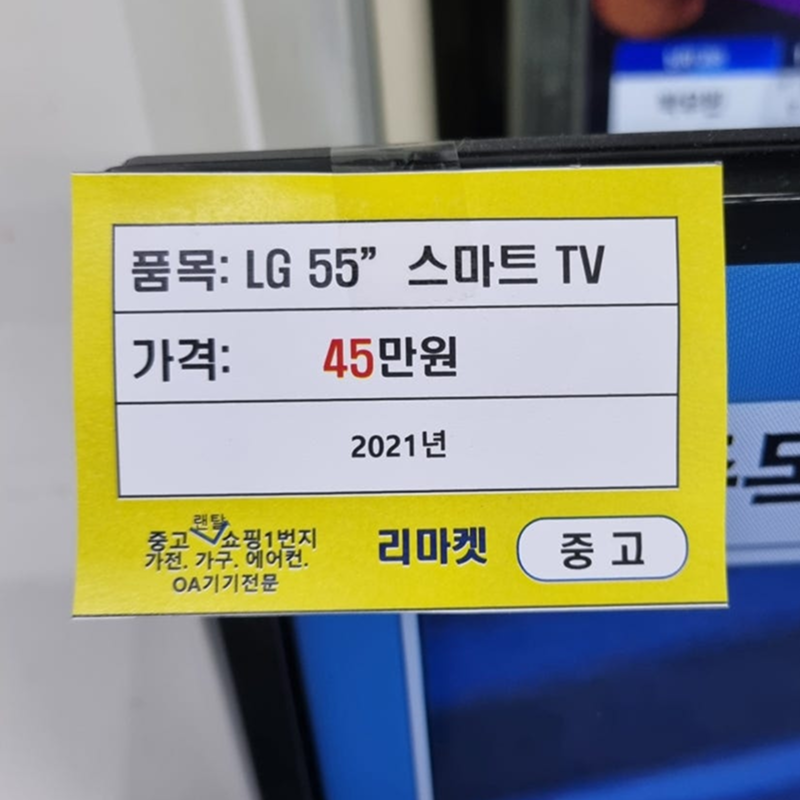 품목: LG 55” 스마트 TV
가격: 45만원
2021년
랜탈
중고 쇼핑1번지
가전. 가구. 에어컨.
OA기기전문
리마켓
중고